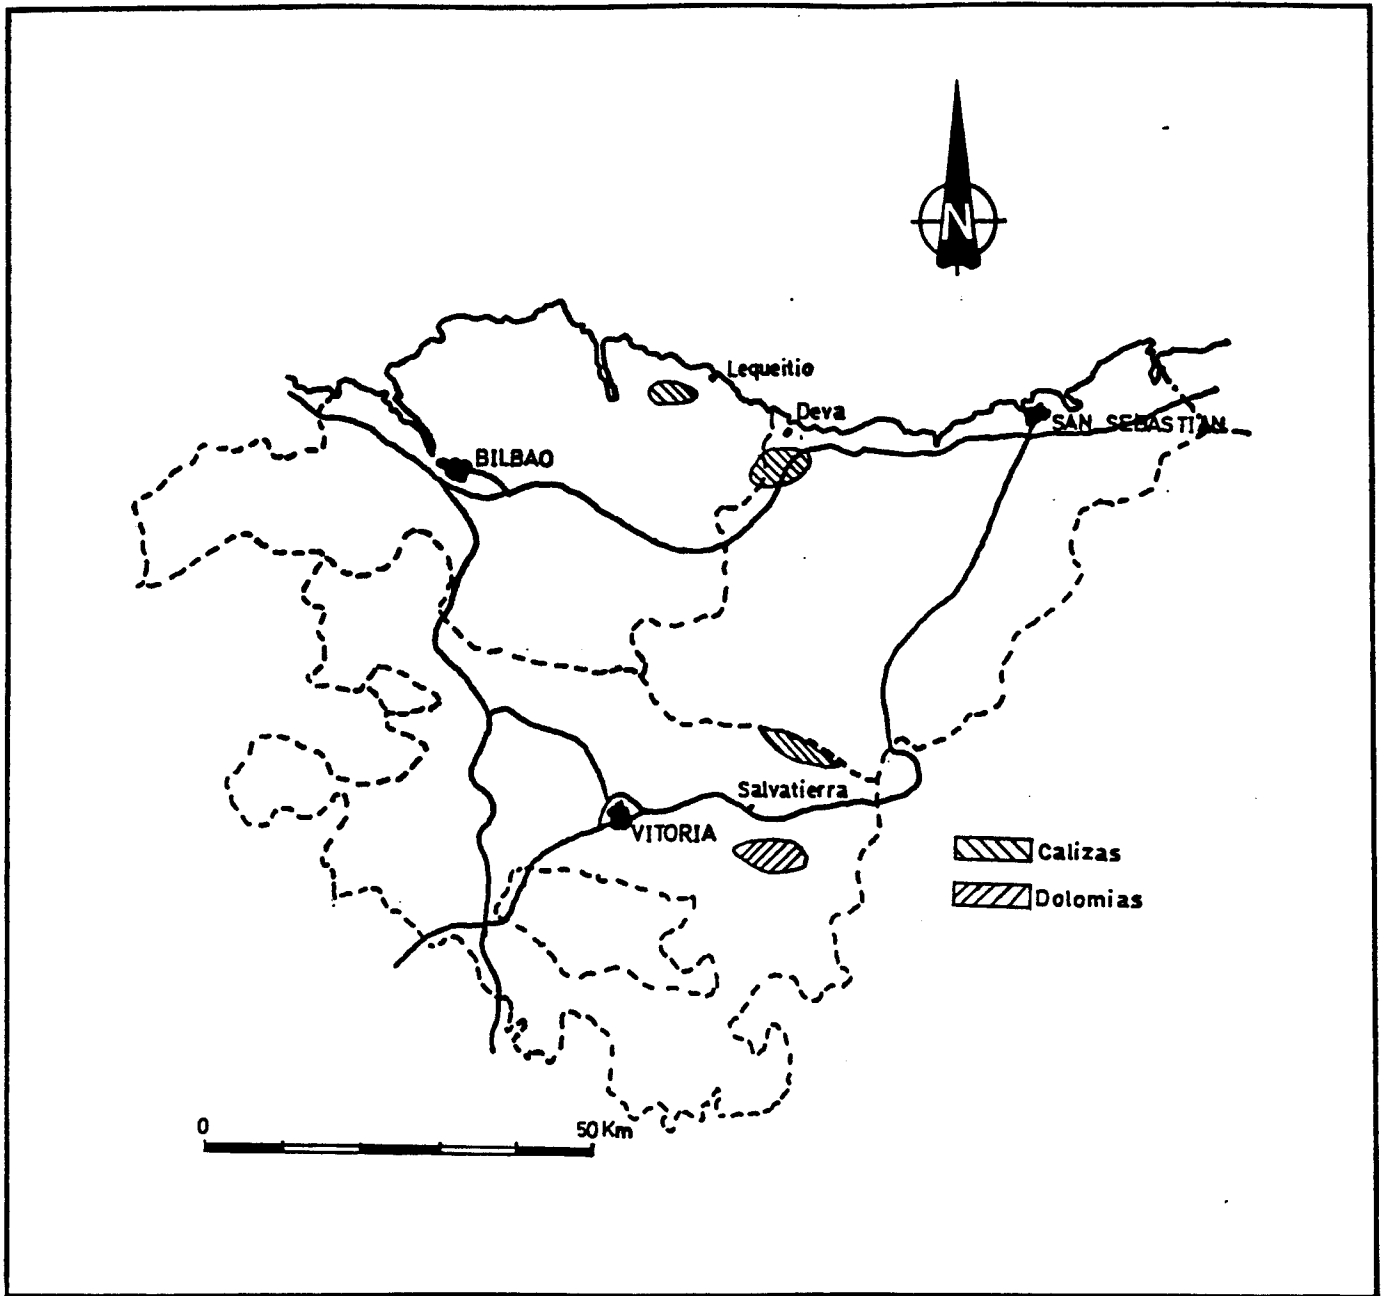 N
Lequeitio
Deva
SAN SEBASTIAN
BILBAO
Salvatierra
VITORIA
Calizas
Dolomias
0 50 Km